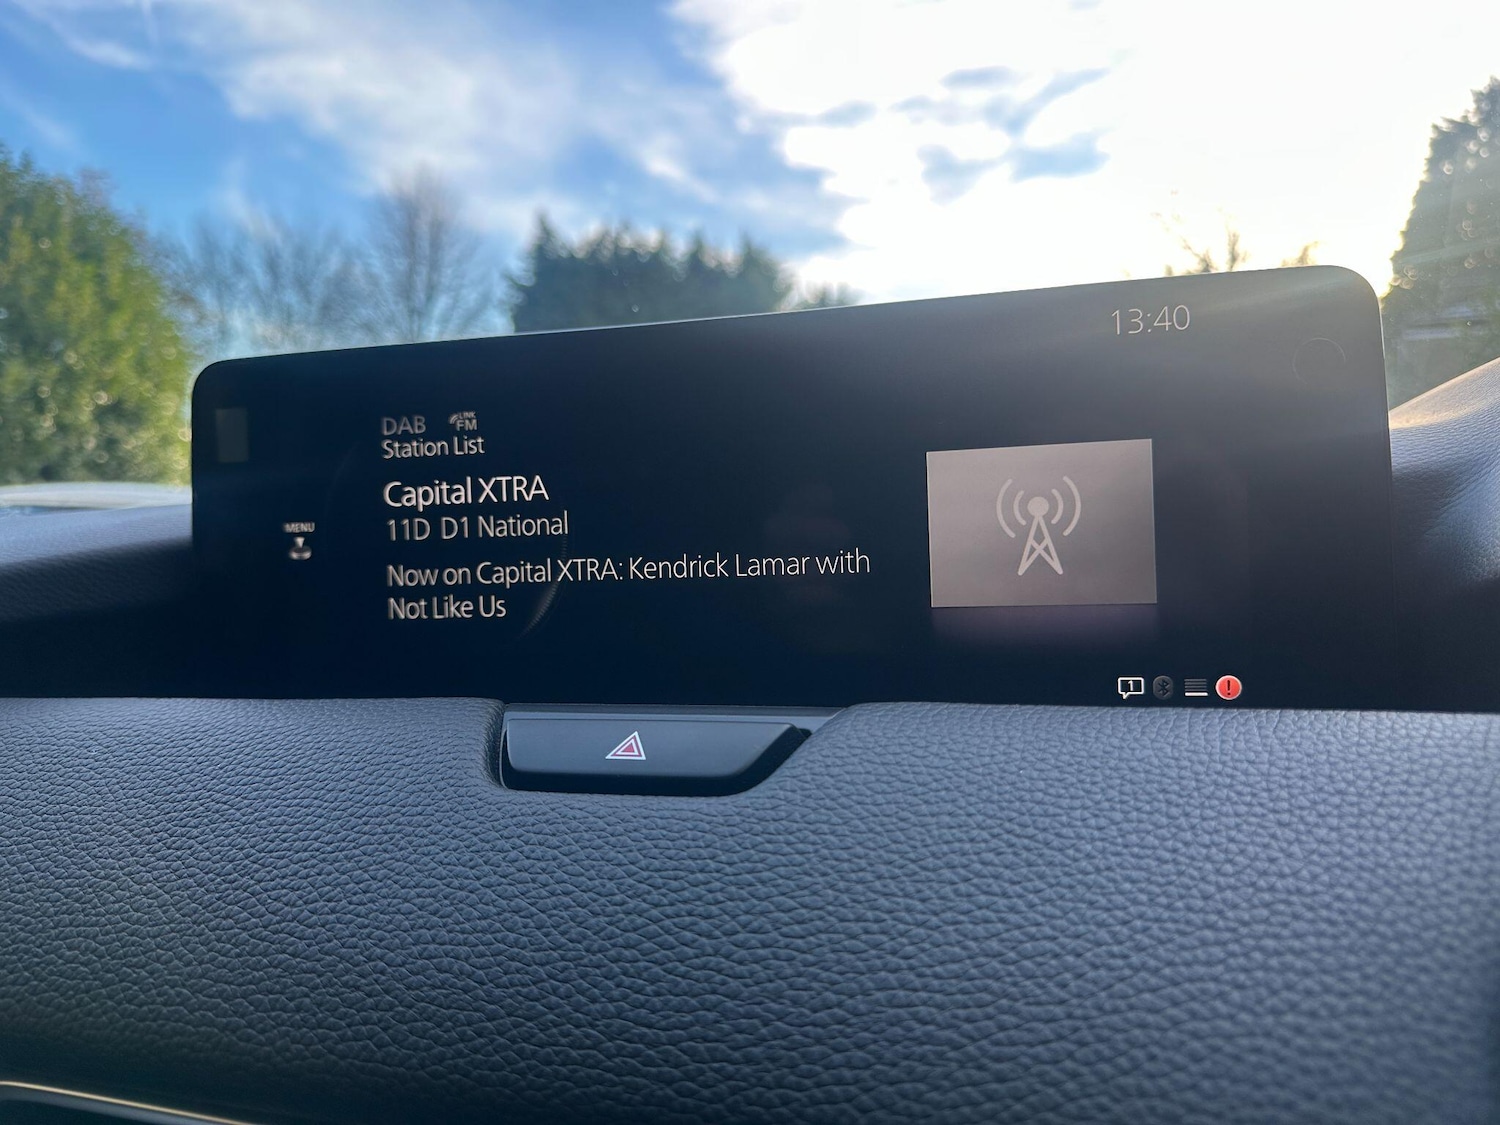 13:40
DAB LINK FM
Station List
Capital XTRA
11D D1 National
MENU
Now on Capital XTRA: Kendrick Lamar with
Not Like Us
1
!